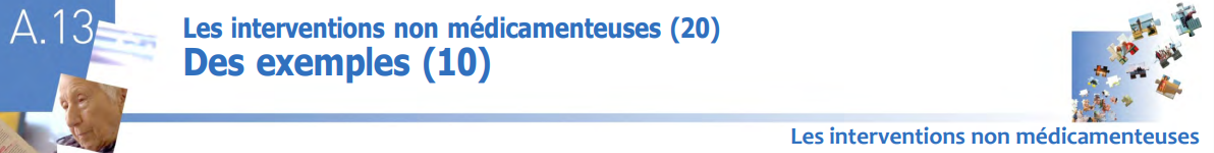 A.13
Les interventions non médicamenteuses (20)
Des exemples (10)
Les interventions non médicamenteuses